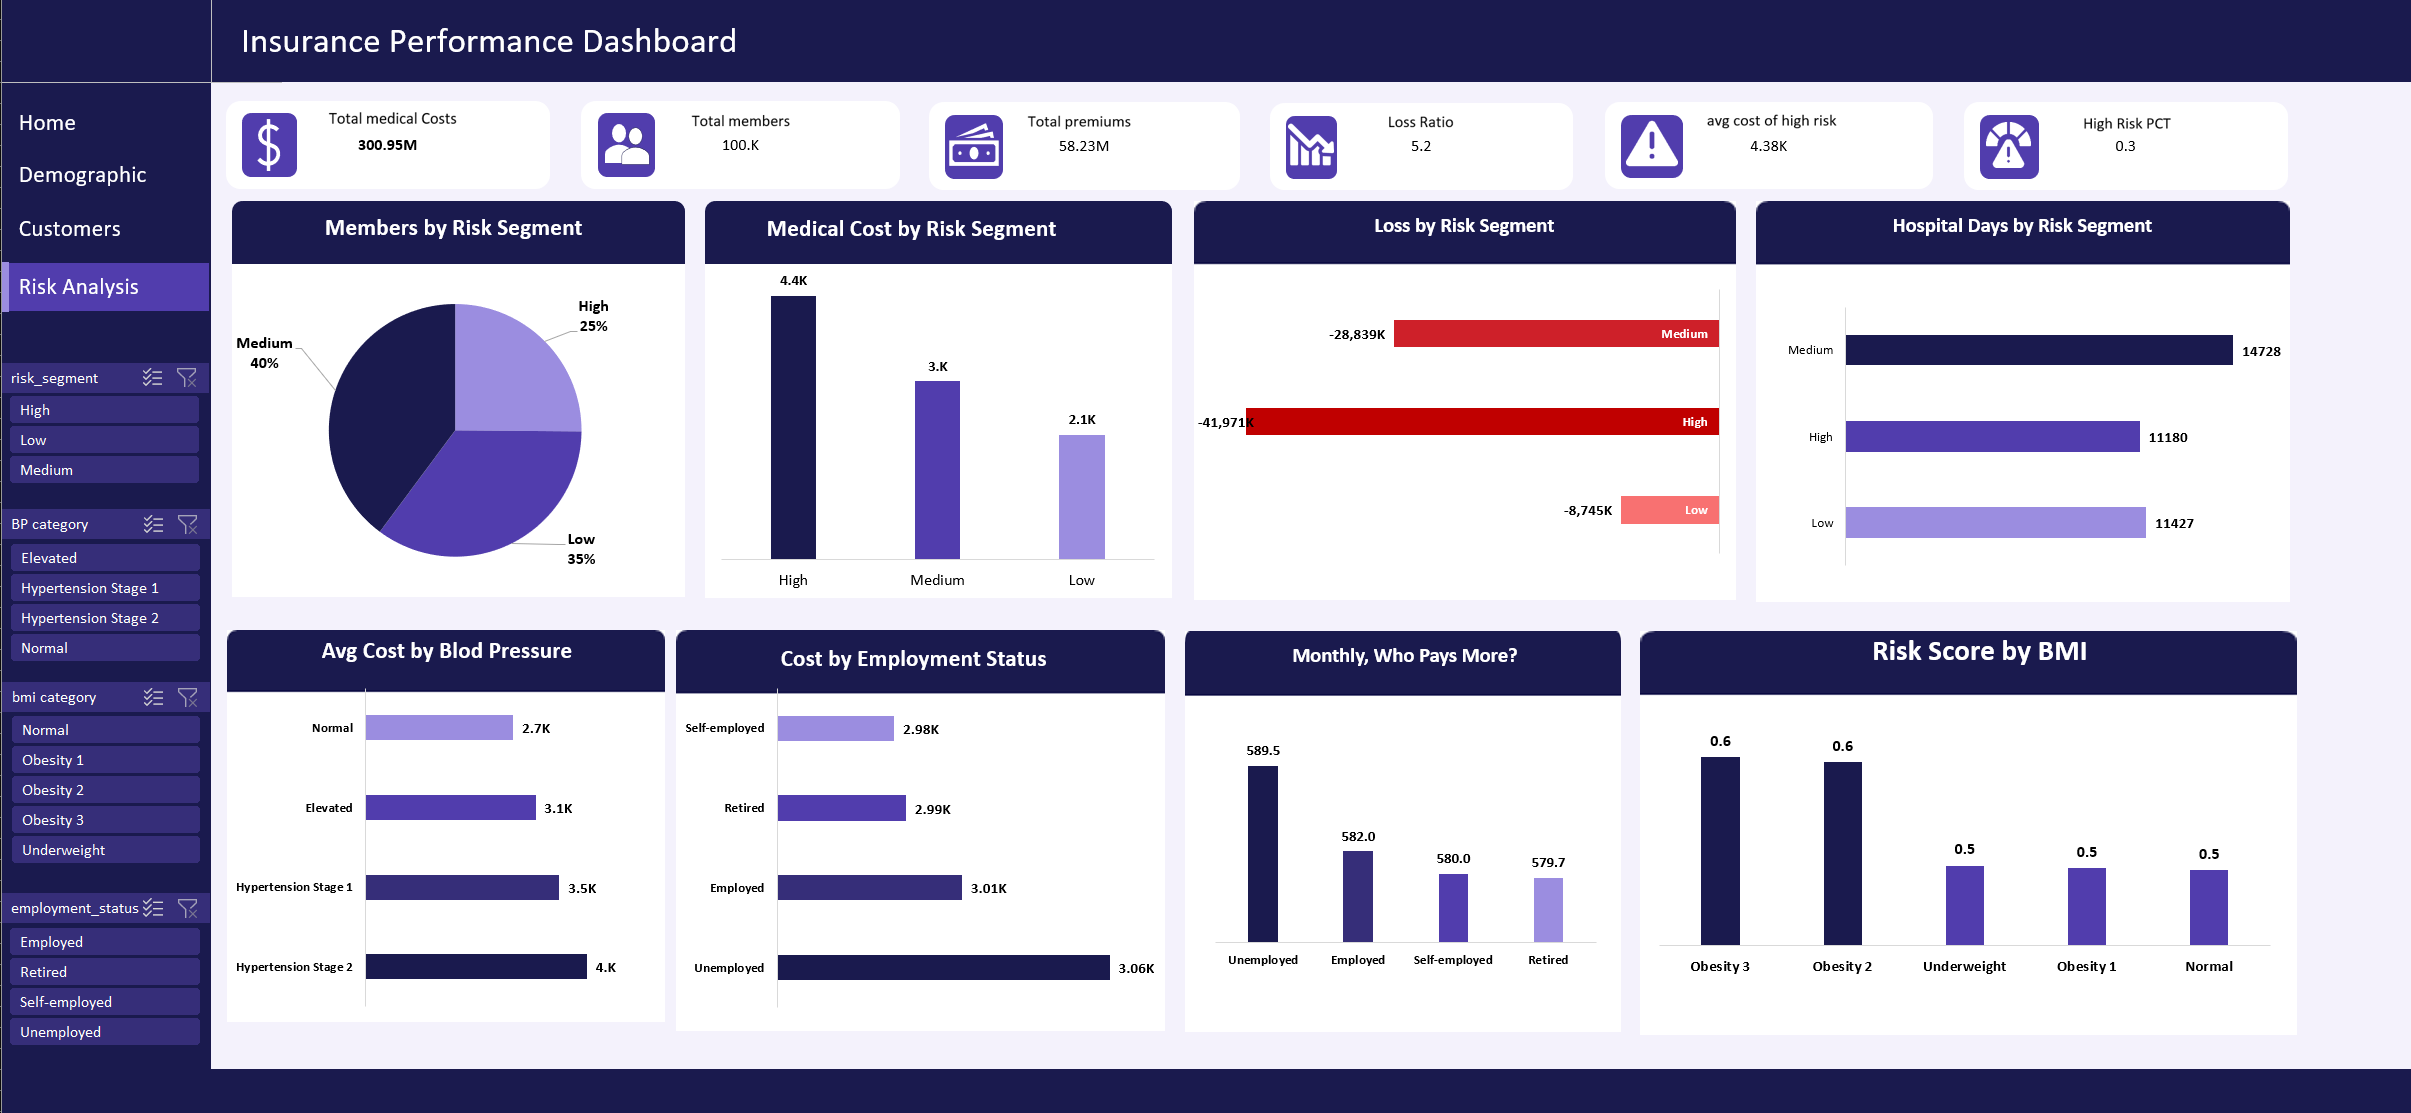 Insurance Performance Dashboard
Home
Demographic
Customers
Risk Analysis
risk_segment
High
Low
Medium
BP category
Elevated
Hypertension Stage 1
Hypertension Stage 2
Normal
bmi category
Normal
Obesity 1
Obesity 2
Obesity 3
Underweight
employment_status
Employed
Retired
Self-employed
Unemployed
Total medical Costs
300.95M
Total members
100.K
Total premiums
58.23M
Loss Ratio
5.2
avg cost of high risk
4.38K
High Risk PCT
0.3
Members by Risk Segment
High
25%
Medium
40%
Low
35%
Medical Cost by Risk Segment
4.4K
3.K
2.1K
High
Medium
Low
Loss by Risk Segment
-28,839K
Medium
-41,971K
High
-8,745K
Low
Hospital Days by Risk Segment
Medium
14728
High
11180
Low
11427
Avg Cost by Blod Pressure
Normal
2.7K
Elevated
3.1K
Hypertension Stage 1
3.5K
Hypertension Stage 2
4.K
Cost by Employment Status
Self-employed
2.98K
Retired
2.99K
Employed
3.01K
Unemployed
3.06K
Monthly, Who Pays More?
589.5
582.0
580.0
579.7
Unemployed
Employed
Self-employed
Retired
Risk Score by BMI
0.6
0.6
0.5
0.5
0.5
Obesity 3
Obesity 2
Underweight
Obesity 1
Normal